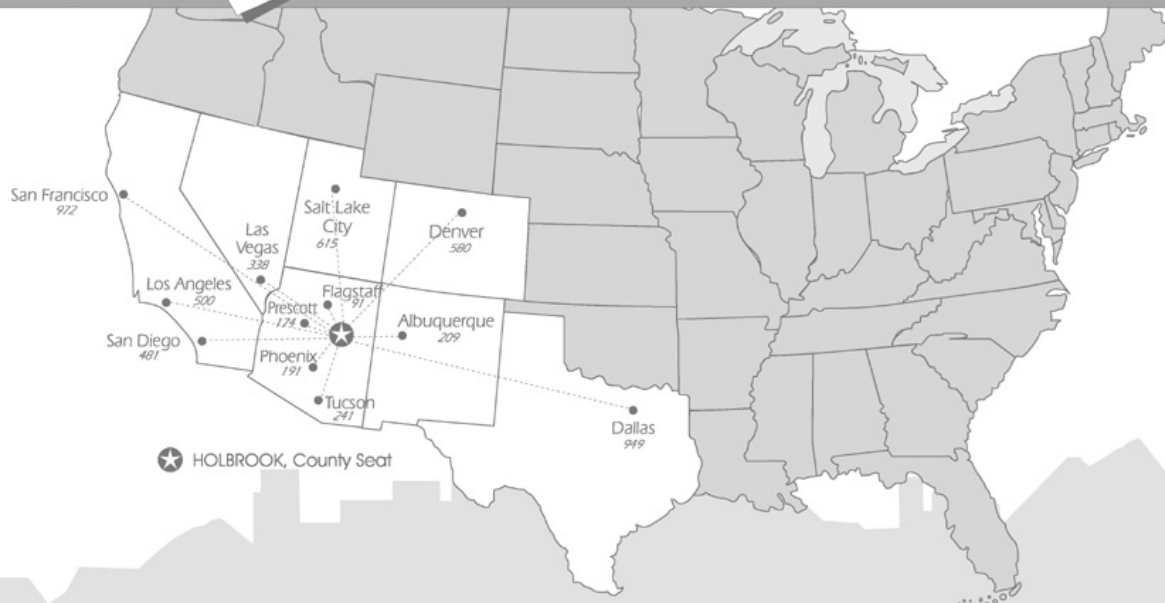 San Francisco
972
Salt Lake
City
615
Denver
580
Las
Vegas
338
Los Angeles
500
Flagstaff
91
Prescott
174
Albuquerque
209
San Diego
481
Phoenix
191
Tucson
241
Dallas
949
HOLBROOK, County Seat